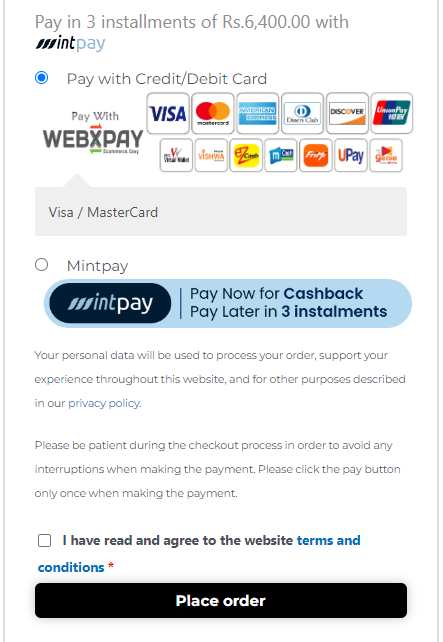 Pay in 3 installments of Rs.6,400.00 with
mintpay
Pay with Credit/Debit Card
Pay With
WEBXPAY
Ecommerce. Easy
VISA
mastercard
AMERICAN EXPRESS
Diners Club
DISCOVER
UnionPay
银联
Virtual Wallet
VISHWA
eZ Cash
mCash
FriMi
UPay
genie
Visa / MasterCard
Mintpay
mintpay
Pay Now for Cashback
Pay Later in 3 instalments
Your personal data will be used to process your order, support your
experience throughout this website, and for other purposes described
in our privacy policy.
Please be patient during the checkout process in order to avoid any
interruptions when making the payment. Please click the pay button
only once when making the payment.
I have read and agree to the website terms and
conditions *
Place order